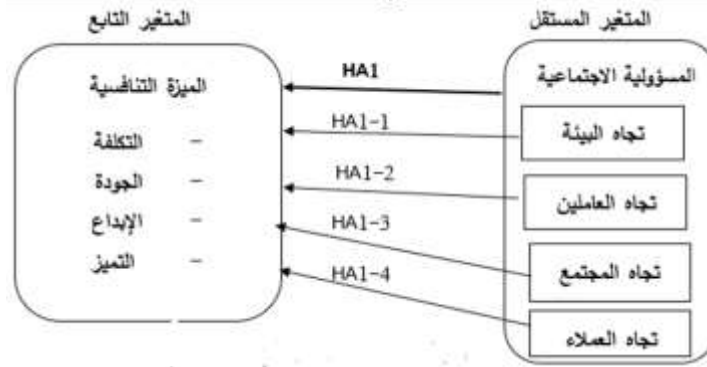 المتغير المستقل
المتغير التابع
المسؤولية الاجتماعية
تجاه البيئة
تجاه العاملين
تجاه المجتمع
تجاه العملاء
HA1
HA1-1
HA1-2
HA1-3
HA1-4
الميزة التنافسية
- التكلفة
- الجودة
- الإبداع
- التميز